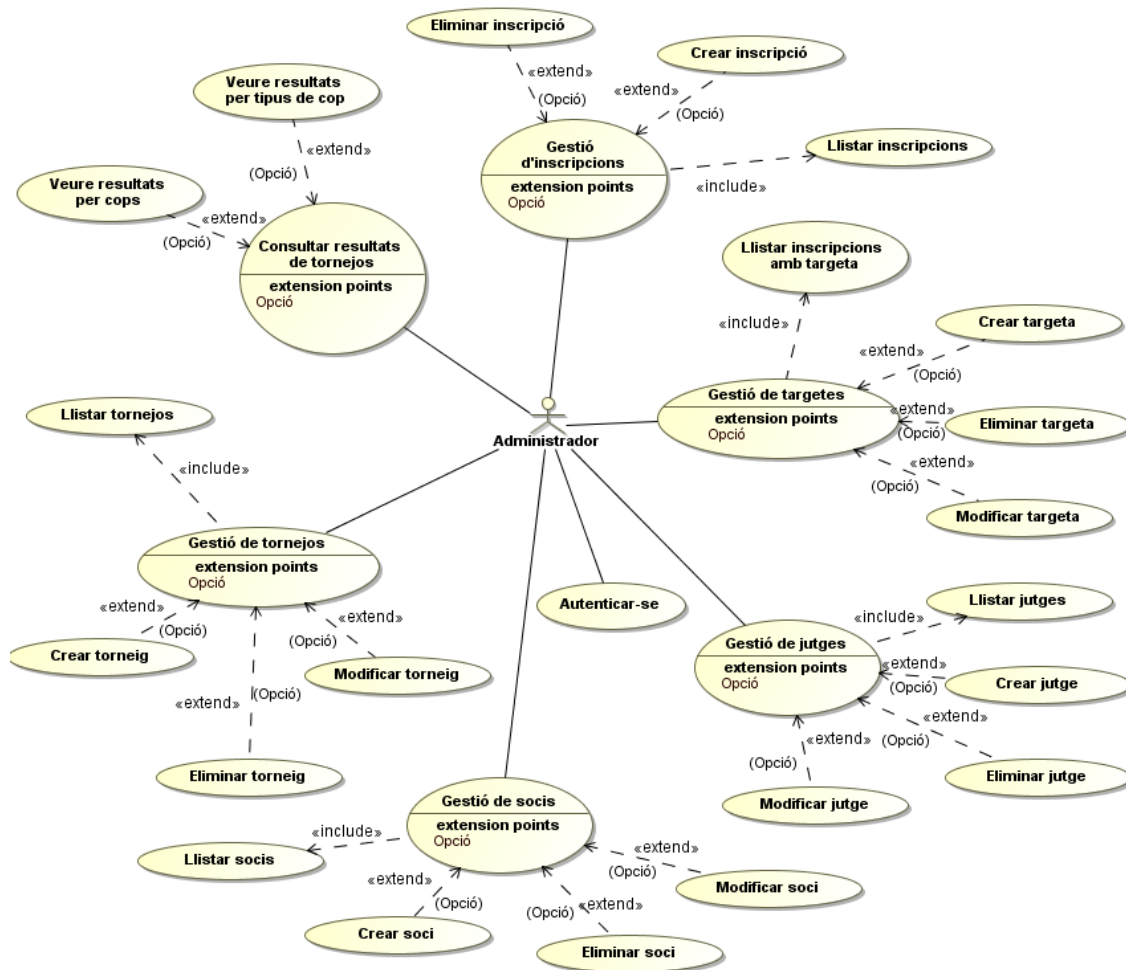 Eliminar inscripció
Crear inscripció
«extend»
(Opció)
«extend»
(Opció)
Veure resultats
per tipus de cop
«extend»
(Opció)
Gestió
d'inscripcions
extension points
Opció
Llistar inscripcions
«include»
Veure resultats
per cops
«extend»
(Opció)
Consultar resultats
de tornejos
extension points
Opció
Llistar inscripcions
amb targeta
«include»
Crear targeta
«extend»
(Opció)
Gestió de targetes
extension points
Opció
«extend»
(Opció)
Eliminar targeta
«extend»
(Opció)
Modificar targeta
Administrador
Llistar tornejos
«include»
Gestió de tornejos
extension points
Opció
«extend»
(Opció)
Crear torneig
«extend»
(Opció)
Modificar torneig
«extend»
(Opció)
Eliminar torneig
Autenticar-se
Llistar jutges
«include»
Gestió de jutges
extension points
Opció
«extend»
(Opció)
Crear jutge
«extend»
(Opció)
Eliminar jutge
«extend»
(Opció)
Modificar jutge
Gestió de socis
extension points
Opció
«include»
Llistar socis
«extend»
(Opció)
Modificar soci
«extend»
(Opció)
Crear soci
«extend»
(Opció)
Eliminar soci